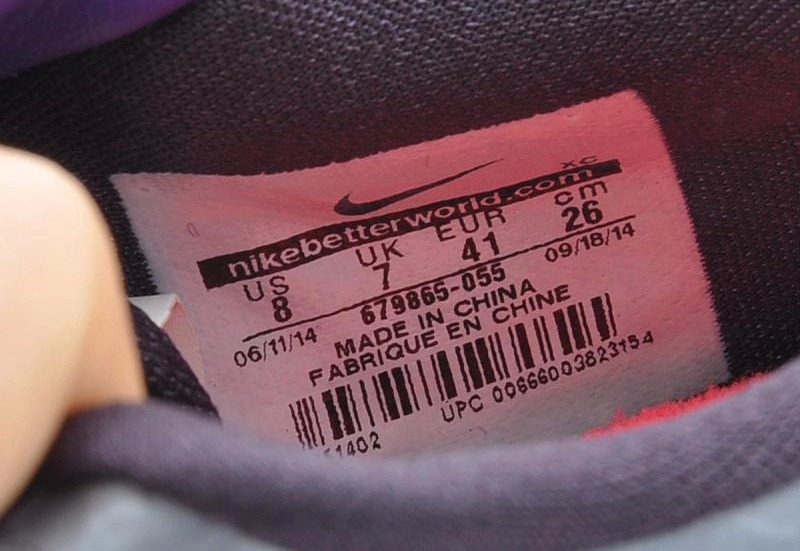 XC
nikebetterworld.com
US UK EUR cm
8 7 41 26
06/11/14 679865-055 09/18/14
MADE IN CHINA
FABRIQUE EN CHINE
UPC 00666003823154
51402